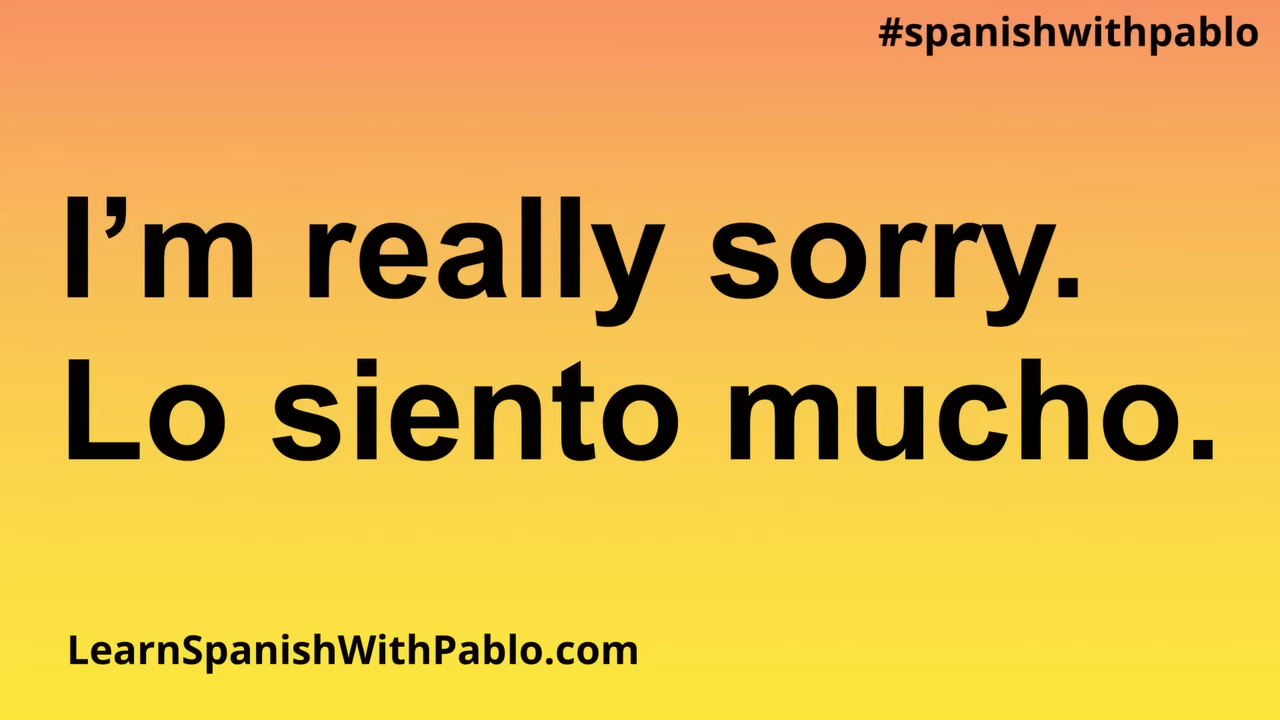 #spanishwithpablo
I’m really sorry.
Lo siento mucho.
LearnSpanishWithPablo.com